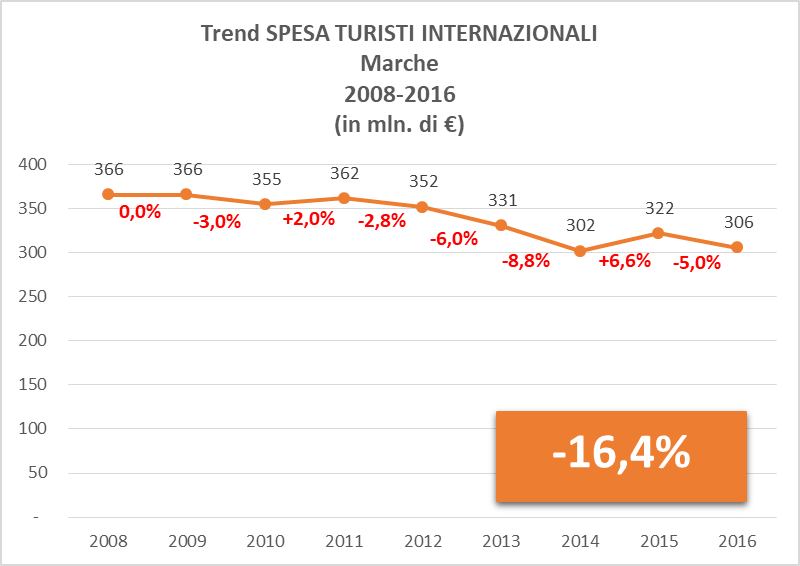 Trend SPESA TURISTI INTERNAZIONALI
Marche
2008-2016
(in mln. di €)
366 366 355 362 352 331 302 322 306
0,0% -3,0% +2,0% -2,8% -6,0% -8,8% +6,6% -5,0%
400
350
300
250
200
150
100
50
-
-16,4%
2008 2009 2010 2011 2012 2013 2014 2015 2016